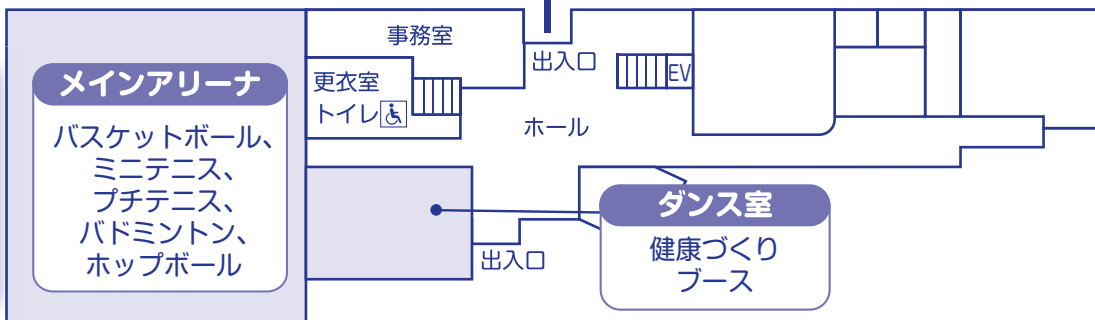 事務室
出入口
メインアリーナ
更衣室
トイレ
EV
バスケットボール、
ミニテニス、
プチテニス、
バドミントン、
ホップボール
ホール
ダンス室
健康づくり
ブース
出入口